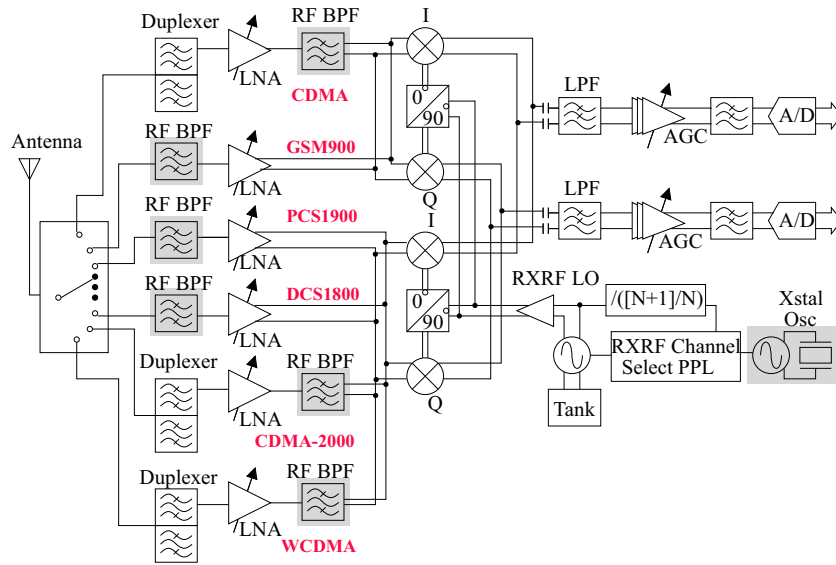 Duplexer
RF BPF
I
LNA
CDMA
0
90
LPF
AGC
A/D
Antenna
RF BPF
GSM900
LNA
Q
RF BPF
PCS1900
LNA
I
LPF
AGC
A/D
RF BPF
DCS1800
LNA
0
90
RXRF LO
/([N+1]/N)
Xstal
Osc
RXRF Channel
Select PPL
Tank
Duplexer
RF BPF
LNA
CDMA-2000
Q
Duplexer
RF BPF
LNA
WCDMA